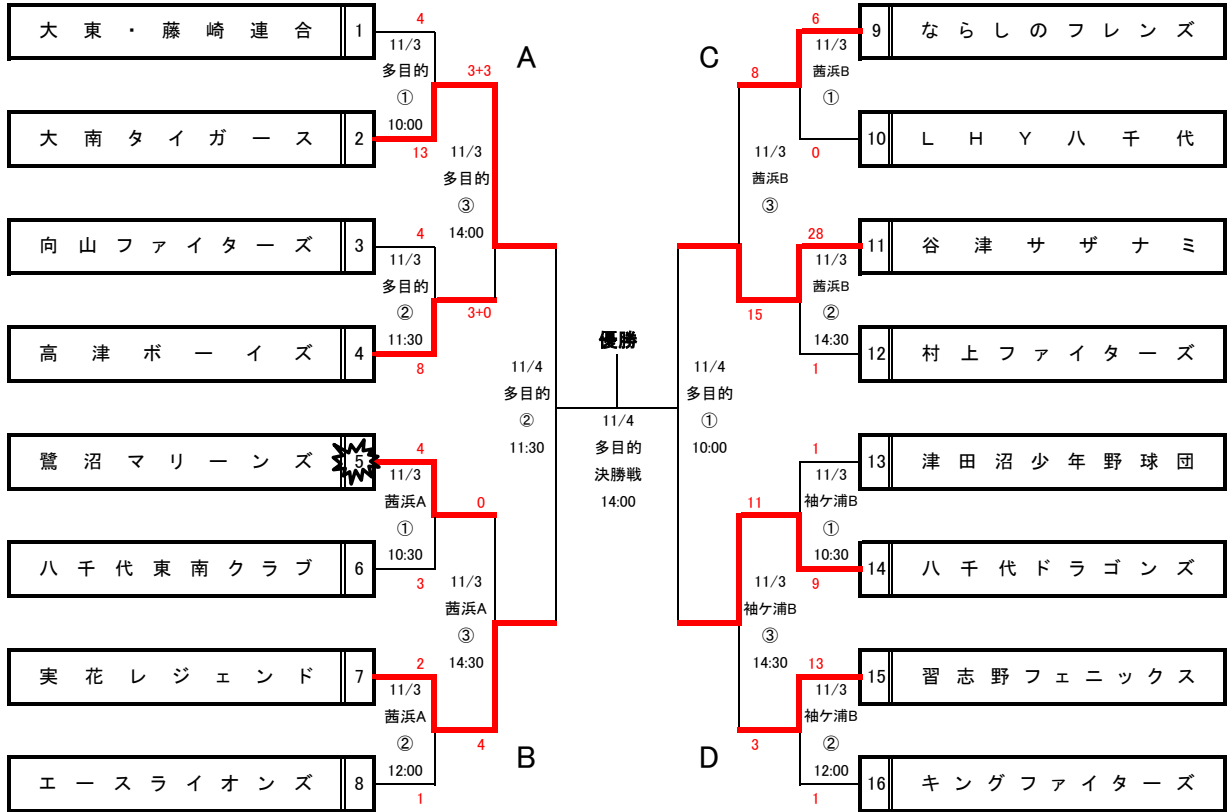 大東・藤崎連合 1
大南タイガース 2
向山ファイターズ 3
高津ボーイズ 4
鷺沼マリーンズ 5
八千代東南クラブ 6
実花レジェンド 7
エースライオンズ 8
4
11/3
多目的
①
10:00
13
4
11/3
多目的
②
11:30
8
4
11/3
茜浜A
①
10:30
3
2
11/3
茜浜A
②
12:00
1
A
3+3
11/3
多目的
③
14:00
3+0
0
11/3
茜浜A
③
14:30
4
B
11/4
多目的
②
11:30
優勝
11/4
多目的
決勝戦
14:00
11/4
多目的
①
10:00
C
8
11/3
茜浜B
③
15
11
11/3
袖ケ浦B
③
14:30
3
D
6
11/3
茜浜B
①
0
28
11/3
茜浜B
②
14:30
1
1
11/3
袖ケ浦B
①
10:30
9
13
11/3
袖ケ浦B
②
12:00
1
9 ならしのフレンズ
10 LHY八千代
11 谷津サザナミ
12 村上ファイターズ
13 津田沼少年野球団
14 八千代ドラゴンズ
15 習志野フェニックス
16 キングファイターズ